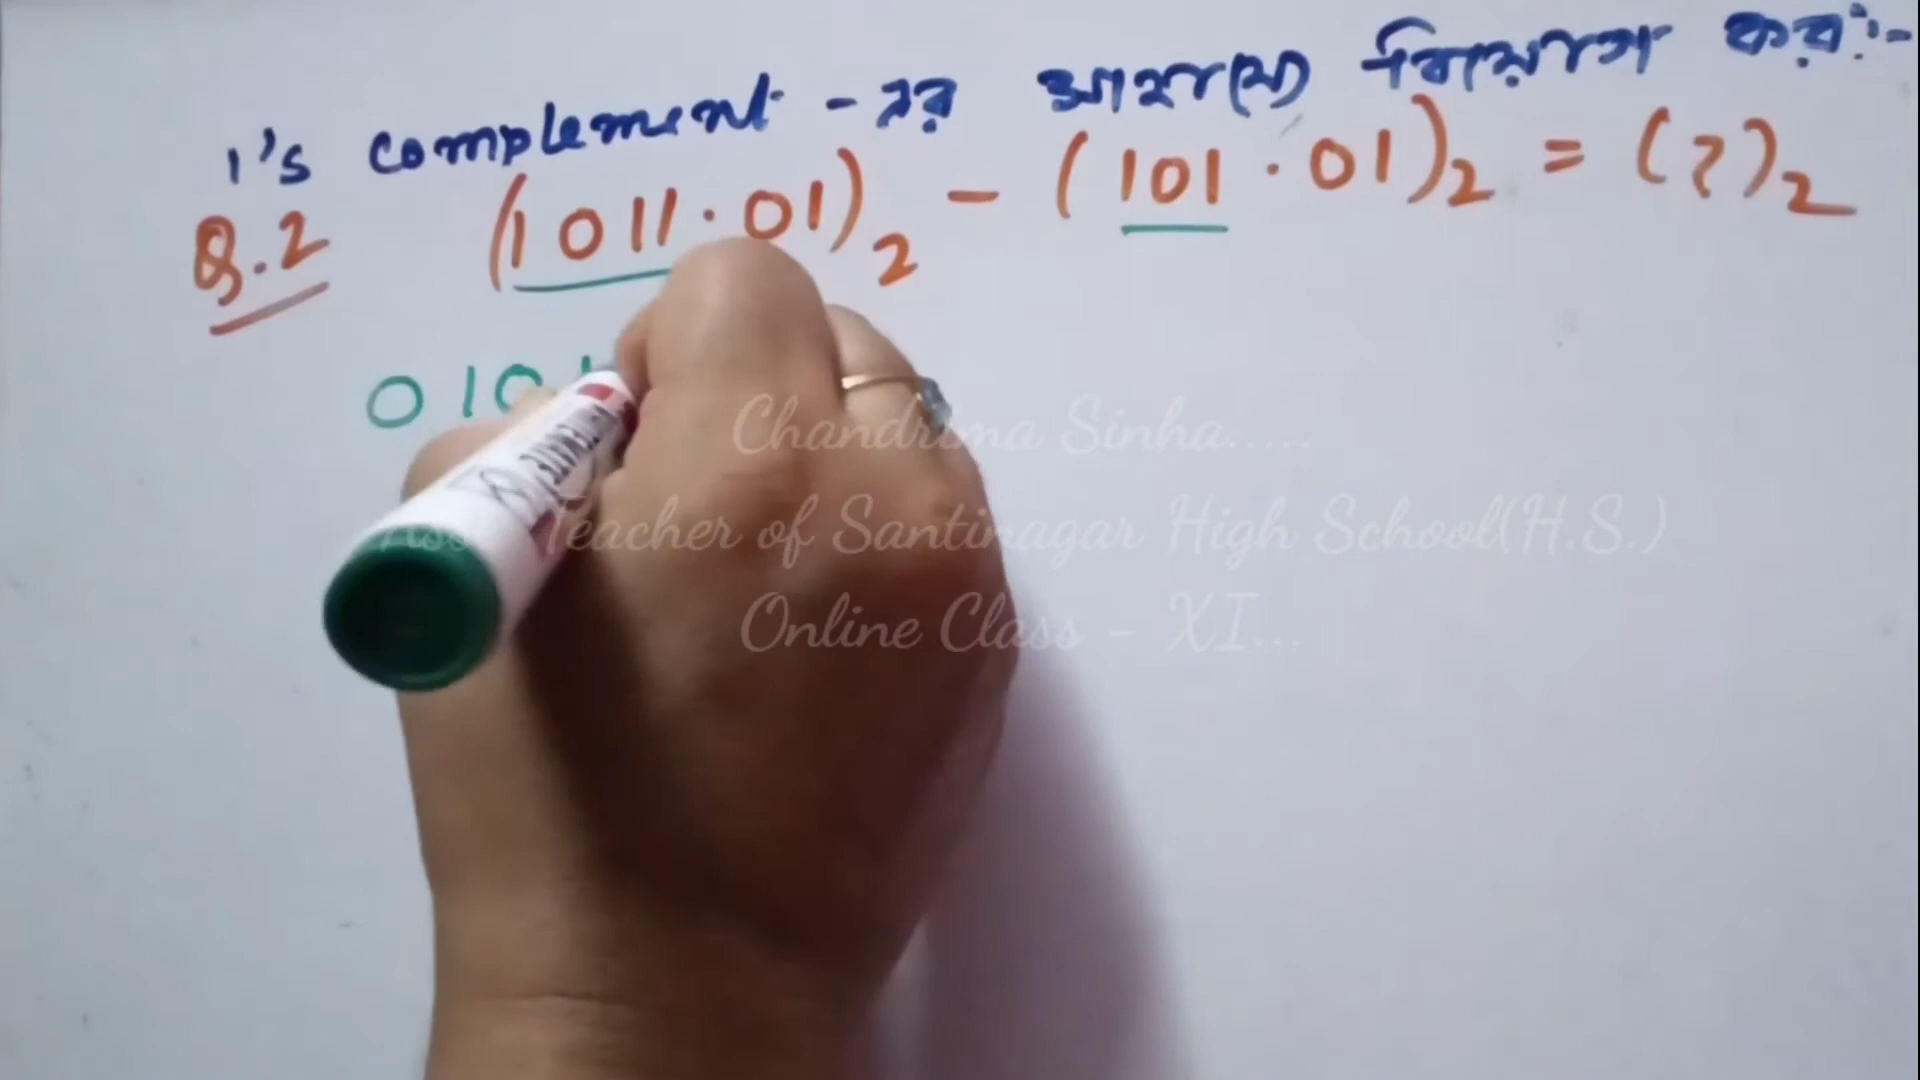 1's complement - এর সাহায্যে বিয়োগ কর :-
Q.2 (1011.01)2 - (101.01)2 = (?)2
0101
Chandrima Sinha.....
Teacher of Santinagar High School(H.S.)
Online Class - XI...